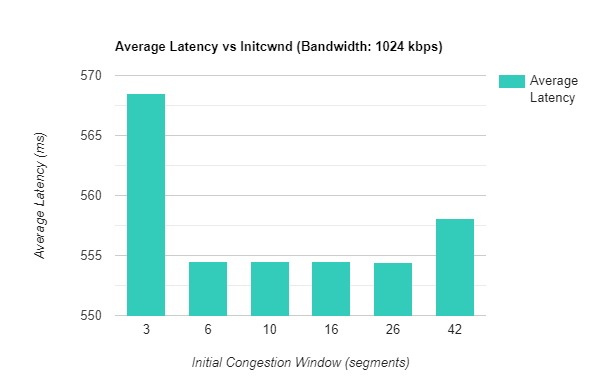 Average Latency vs Initcwnd (Bandwidth: 1024 kbps)
570
565
560
555
550
Average Latency (ms)
3 6 10 16 26 42
Initial Congestion Window (segments)
Average
Latency